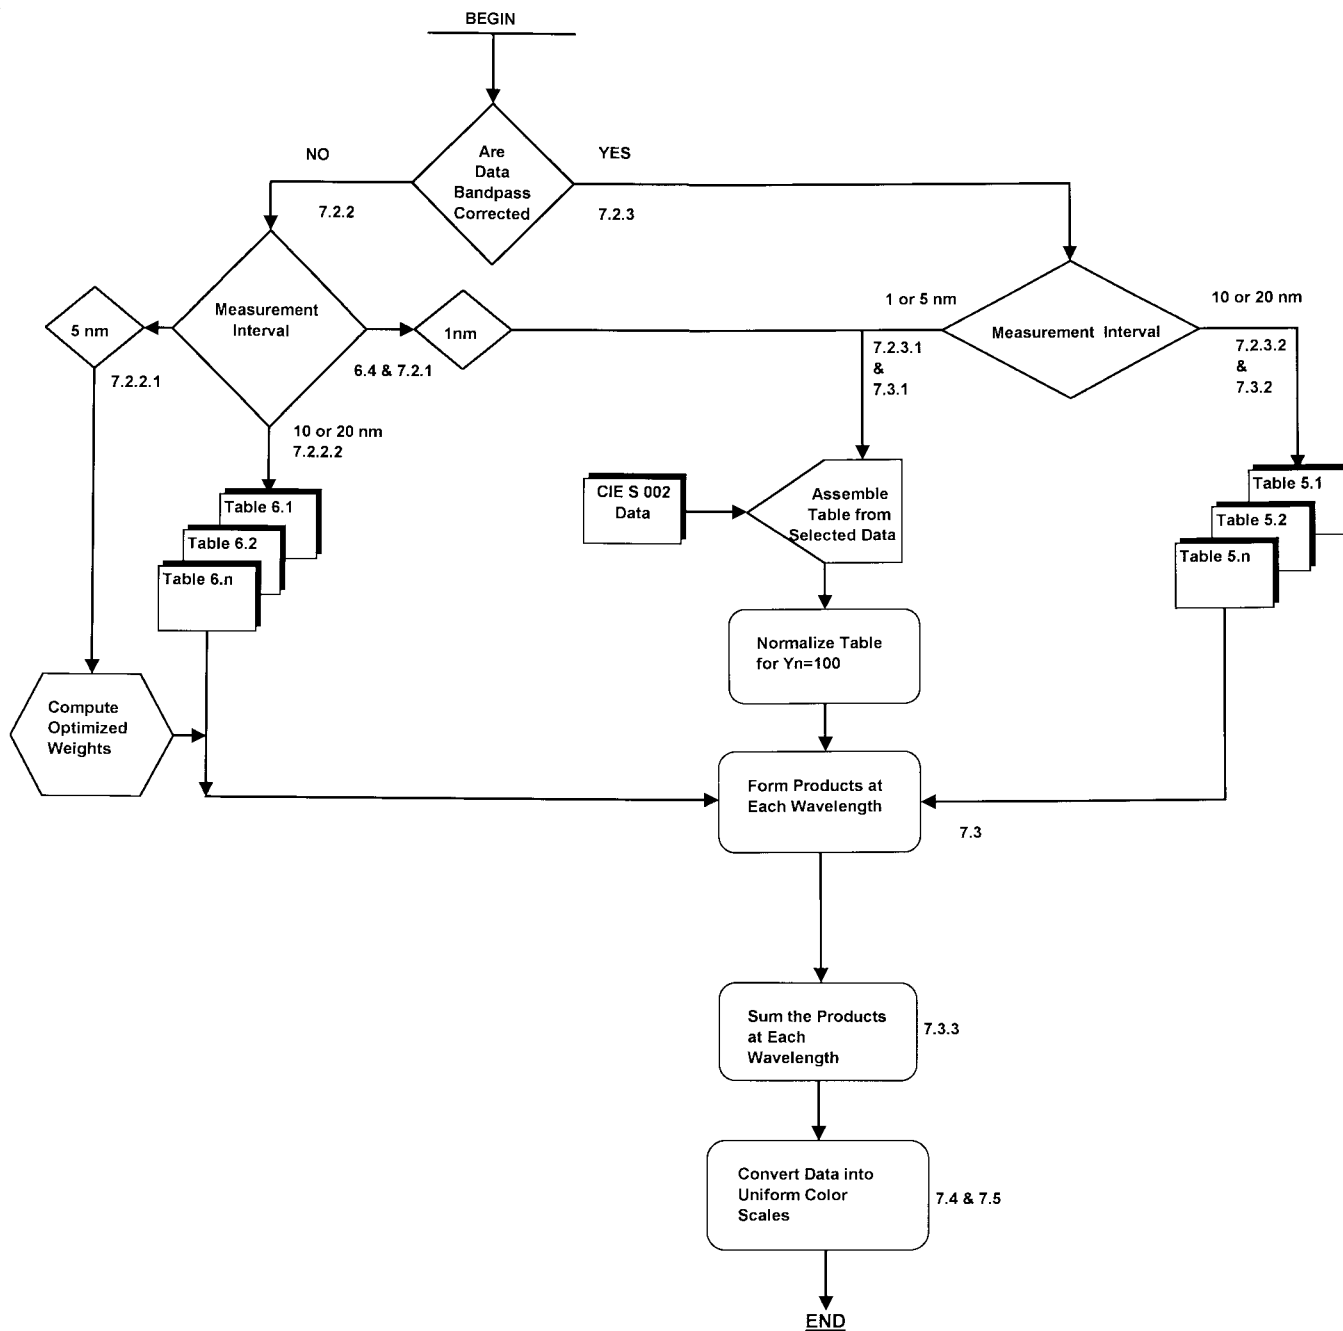 BEGIN
Are
Data
Bandpass
Corrected
NO
YES
7.2.2
7.2.3
Measurement
Interval
5 nm
1nm
7.2.2.1
6.4 & 7.2.1
10 or 20 nm
7.2.2.2
1 or 5 nm
Measurement Interval
10 or 20 nm
7.2.3.1
&
7.3.1
7.2.3.2
&
7.3.2
Table 6.1
Table 6.2
Table 6.n
CIE S 002
Data
Assemble
Table from
Selected Data
Table 5.1
Table 5.2
Table 5.n
Normalize Table
for Yn=100
Compute
Optimized
Weights
Form Products at
Each Wavelength
7.3
Sum the Products
at Each
Wavelength
7.3.3
Convert Data into
Uniform Color
Scales
7.4 & 7.5
END